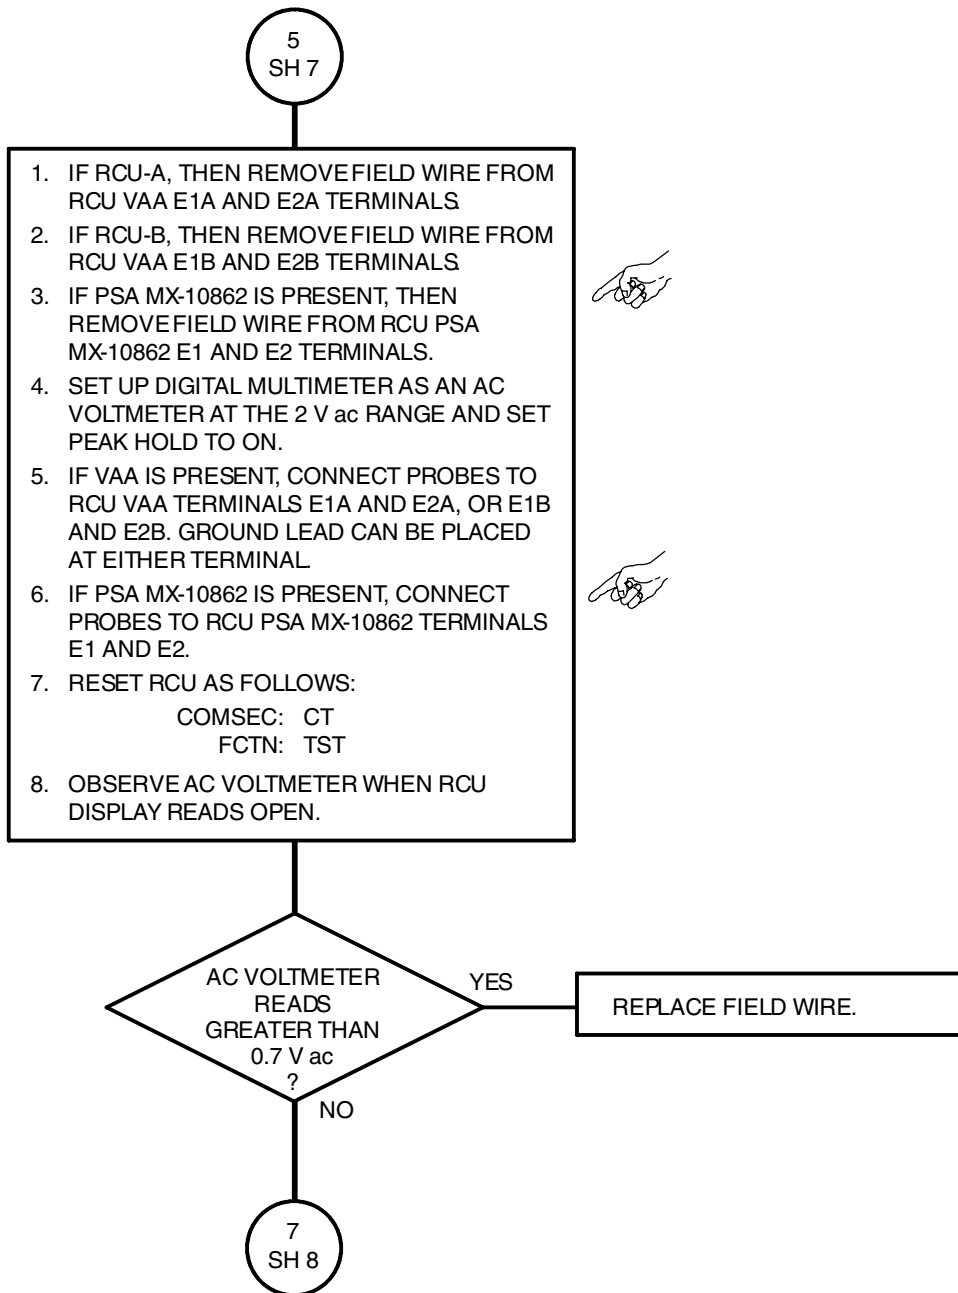 5
SH 7
1. IF RCU-A, THEN REMOVE FIELD WIRE FROM
RCU VAA E1A AND E2A TERMINALS.
2. IF RCU-B, THEN REMOVE FIELD WIRE FROM
RCU VAA E1B AND E2B TERMINALS.
3. IF PSA MX-10862 IS PRESENT, THEN
REMOVE FIELD WIRE FROM RCU PSA
MX-10862 E1 AND E2 TERMINALS.
4. SET UP DIGITAL MULTIMETER AS AN AC
VOLTMETER AT THE 2 V ac RANGE AND SET
PEAK HOLD TO ON.
5. IF VAA IS PRESENT, CONNECT PROBES TO
RCU VAA TERMINALS E1A AND E2A, OR E1B
AND E2B. GROUND LEAD CAN BE PLACED
AT EITHER TERMINAL.
6. IF PSA MX-10862 IS PRESENT, CONNECT
PROBES TO RCU PSA MX-10862 TERMINALS
E1 AND E2.
7. RESET RCU AS FOLLOWS:
COMSEC: CT
FCTN: TST
8. OBSERVE AC VOLTMETER WHEN RCU
DISPLAY READS OPEN.
AC VOLTMETER
READS
GREATER THAN
0.7 V ac
?
YES
REPLACE FIELD WIRE.
NO
7
SH 8